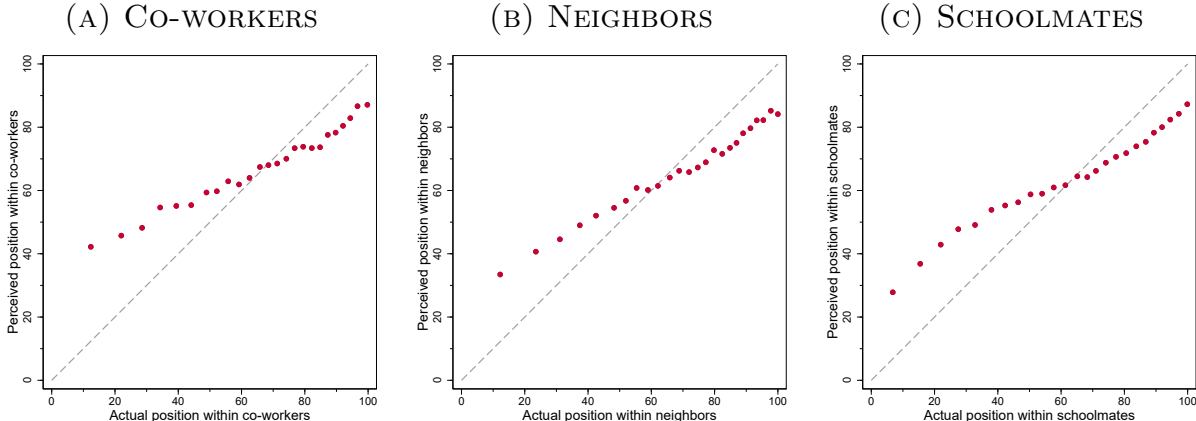 (A) CO-WORKERS
Perceived position within co-workers
100
80
60
40
20
0
0 20 40 60 80 100
Actual position within co-workers
(B) NEIGHBORS
Perceived position within neighbors
100
80
60
40
20
0
0 20 40 60 80 100
Actual position within neighbors
(C) SCHOOLMATES
Perceived position within schoolmates
100
80
60
40
20
0
0 20 40 60 80 100
Actual position within schoolmates